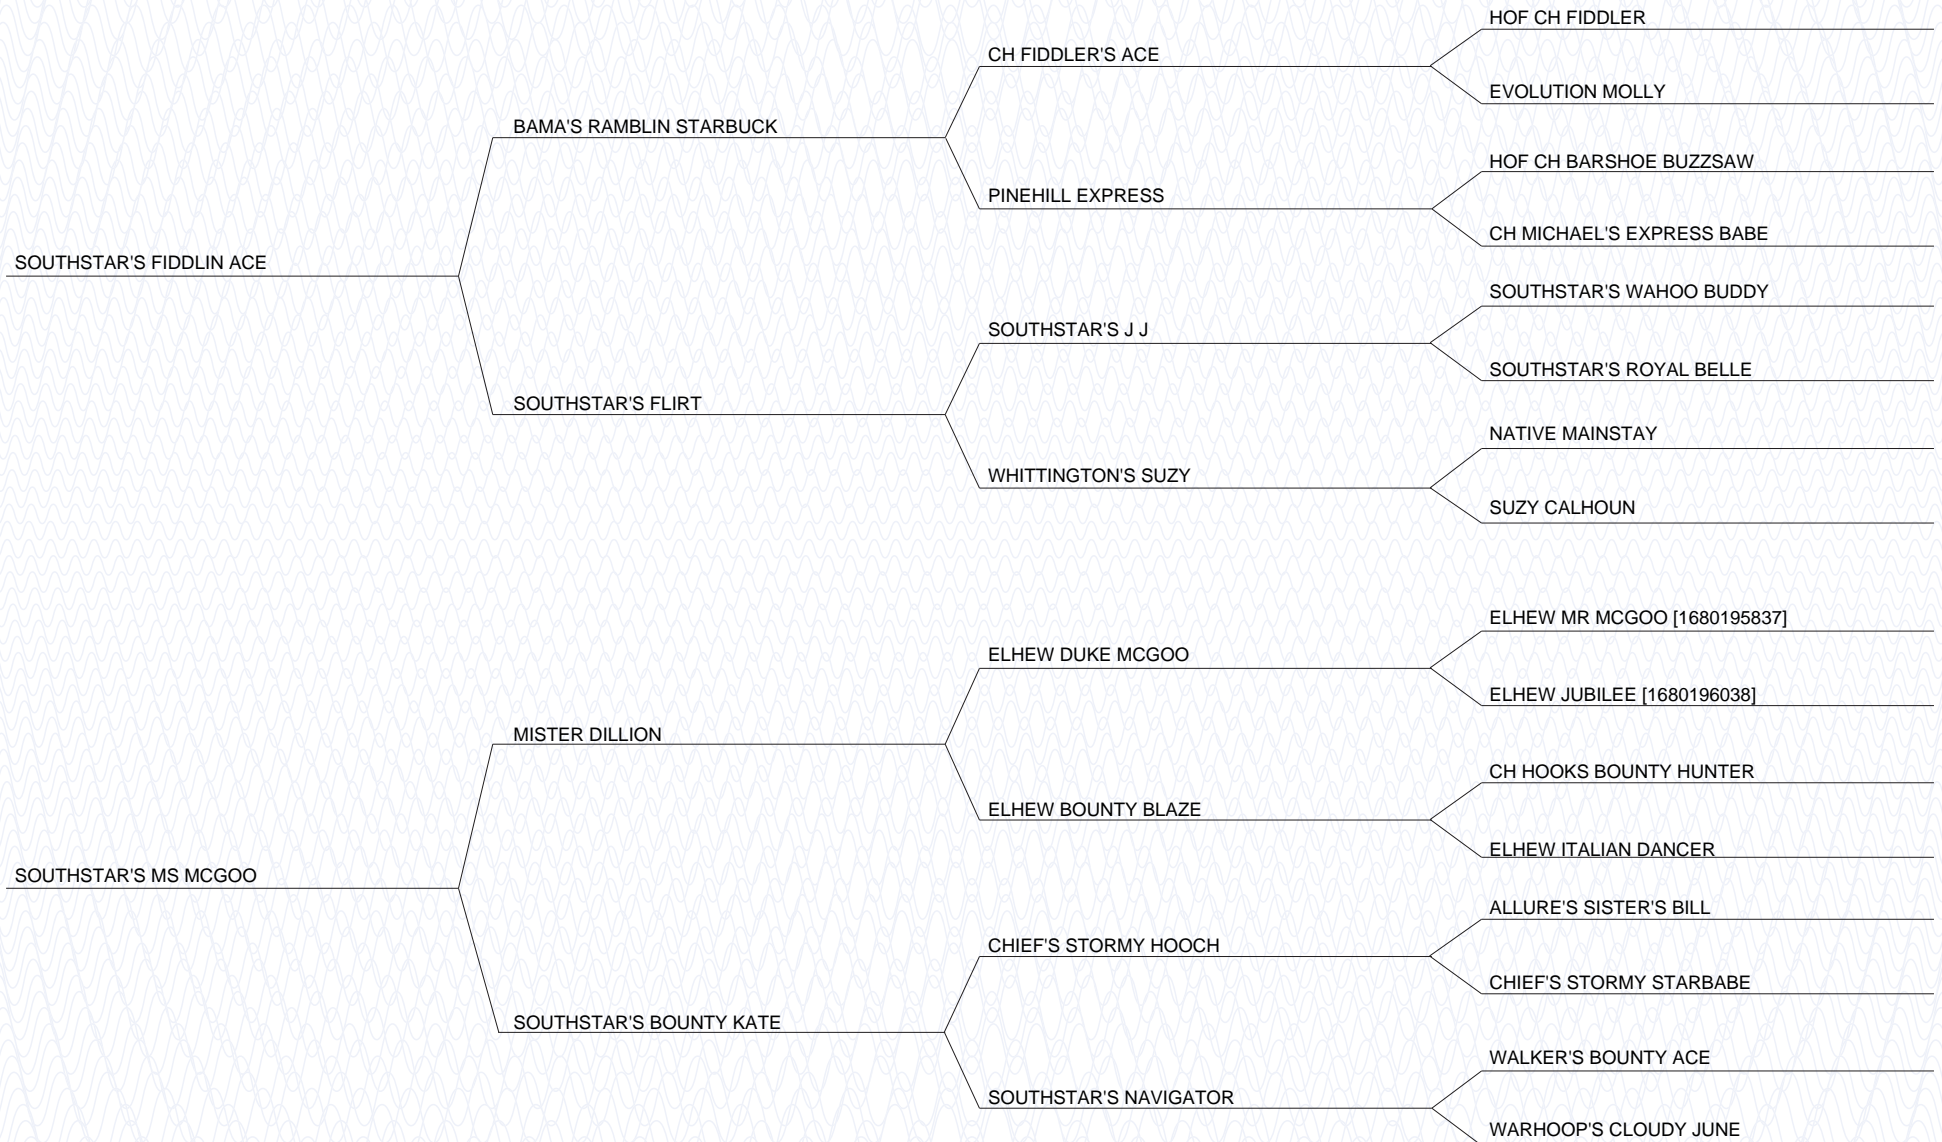 HOF CH FIDDLER
CH FIDDLER'S ACE
EVOLUTION MOLLY
BAMA'S RAMBLIN STARBUCK
HOF CH BARSHOE BUZZSAW
PINEHILL EXPRESS
CH MICHAEL'S EXPRESS BABE
SOUTHSTAR'S FIDDLIN ACE
SOUTHSTAR'S WAHOO BUDDY
SOUTHSTAR'S J J
SOUTHSTAR'S ROYAL BELLE
SOUTHSTAR'S FLIRT
NATIVE MAINSTAY
WHITTINGTON'S SUZY
SUZY CALHOUN
ELHEW MR MCGOO [1680195837]
ELHEW DUKE MCGOO
ELHEW JUBILEE [1680196038]
MISTER DILLION
CH HOOKS BOUNTY HUNTER
ELHEW BOUNTY BLAZE
ELHEW ITALIAN DANCER
SOUTHSTAR'S MS MCGOO
ALLURE'S SISTER'S BILL
CHIEF'S STORMY HOOCH
CHIEF'S STORMY STARBABE
SOUTHSTAR'S BOUNTY KATE
WALKER'S BOUNTY ACE
SOUTHSTAR'S NAVIGATOR
WARHOOP'S CLOUDY JUNE